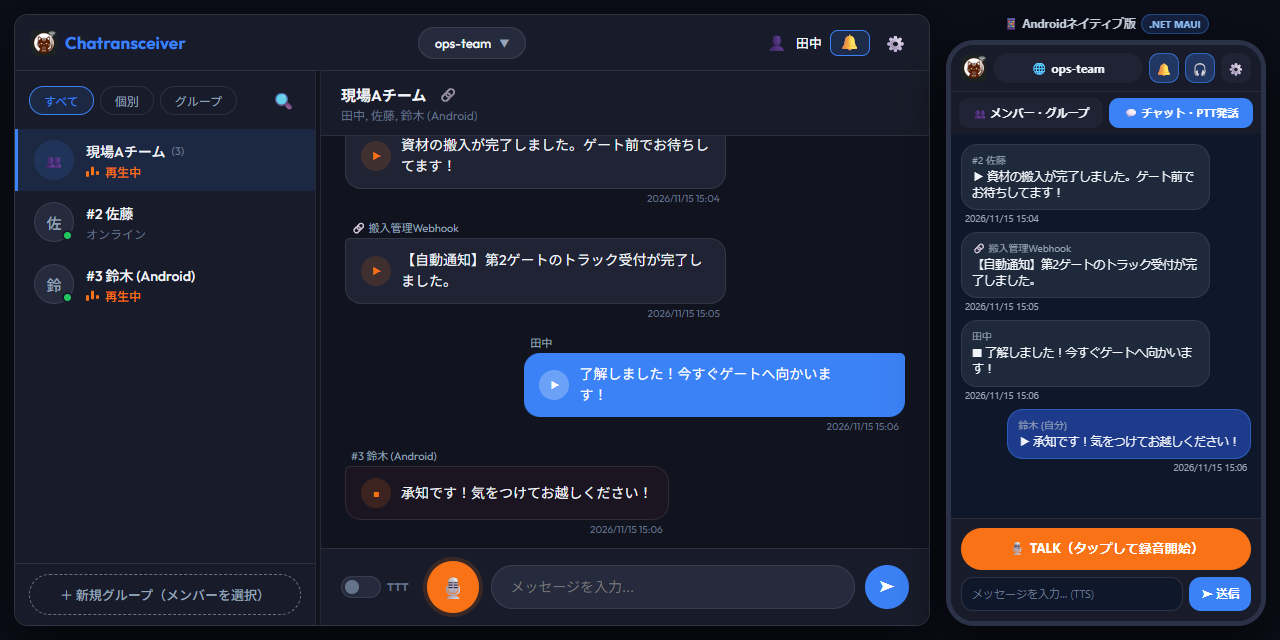 Chatransceiver
ops-team ▼
田中
すべて
個別
グループ
現場Aチーム (3)
再生中
佐
#2 佐藤
オンライン
鈴
#3 鈴木 (Android)
再生中
+ 新規グループ（メンバーを選択）
現場Aチーム
田中, 佐藤, 鈴木 (Android)
資材の搬入が完了しました。ゲート前でお待ちし
てます！
2026/11/15 15:04
搬入管理Webhook
【自動通知】第2ゲートのトラック受付が完了し
ました。
2026/11/15 15:05
田中
了解しました！今すぐゲートへ向かいま
す！
2026/11/15 15:06
#3 鈴木 (Android)
承知です！気をつけてお越しください！
2026/11/15 15:06
TTT
メッセージを入力...
Androidネイティブ版 .NET MAUI
ops-team
メンバー・グループ
チャット・PTT発話
#2 佐藤
▶ 資材の搬入が完了しました。ゲート前で
お待ちしてます！
2026/11/15 15:04
搬入管理Webhook
【自動通知】第2ゲートのトラック受付が完
了しました。
2026/11/15 15:05
田中
■ 了解しました！今すぐゲートへ向かいま
す！
2026/11/15 15:06
鈴木 (自分)
▶ 承知です！気をつけてお越しください！
2026/11/15 15:06
TALK（タップして録音開始）
メッセージを入力... (TTS)
➤ 送信